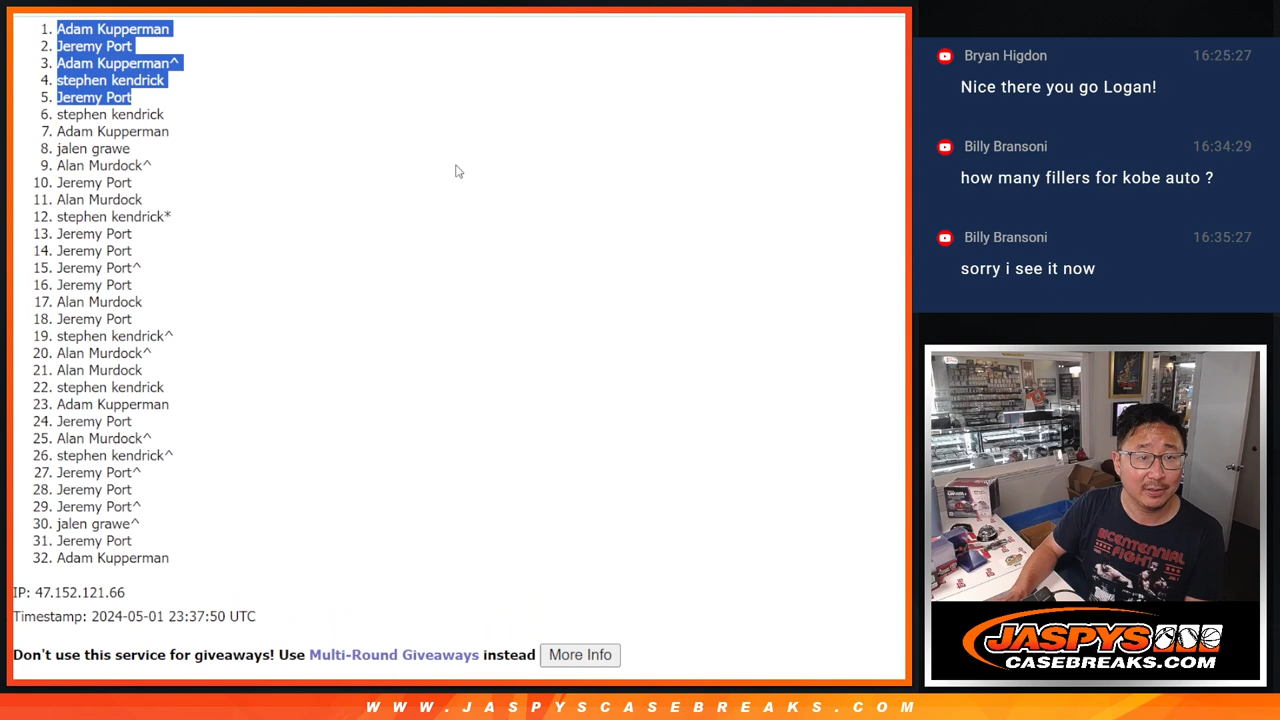 1. Adam Kupperman
2. Jeremy Port
3. Adam Kupperman^
4. stephen kendrick
5. Jeremy Port
6. stephen kendrick
7. Adam Kupperman
8. jalen grawe
9. Alan Murdock^
10. Jeremy Port
11. Alan Murdock
12. stephen kendrick*
13. Jeremy Port
14. Jeremy Port
15. Jeremy Port^
16. Jeremy Port
17. Alan Murdock
18. Jeremy Port
19. stephen kendrick^
20. Alan Murdock^
21. Alan Murdock
22. stephen kendrick
23. Adam Kupperman
24. Jeremy Port
25. Alan Murdock^
26. stephen kendrick^
27. Jeremy Port^
28. Jeremy Port
29. Jeremy Port^
30. jalen grawe^
31. Jeremy Port
32. Adam Kupperman
IP: 47.152.121.66
Timestamp: 2024-05-01 23:37:50 UTC
Don't use this service for giveaways! Use Multi-Round Giveaways instead More Info
Bryan Higdon 16:25:27
Nice there you go Logan!
Billy Bransoni 16:34:29
how many fillers for kobe auto ?
Billy Bransoni 16:35:27
sorry i see it now
BICENTENNIAL
FIGHT
JASPYS
CASEBREAKS.COM
WWW.JASPYSCASEBREAKS.COM